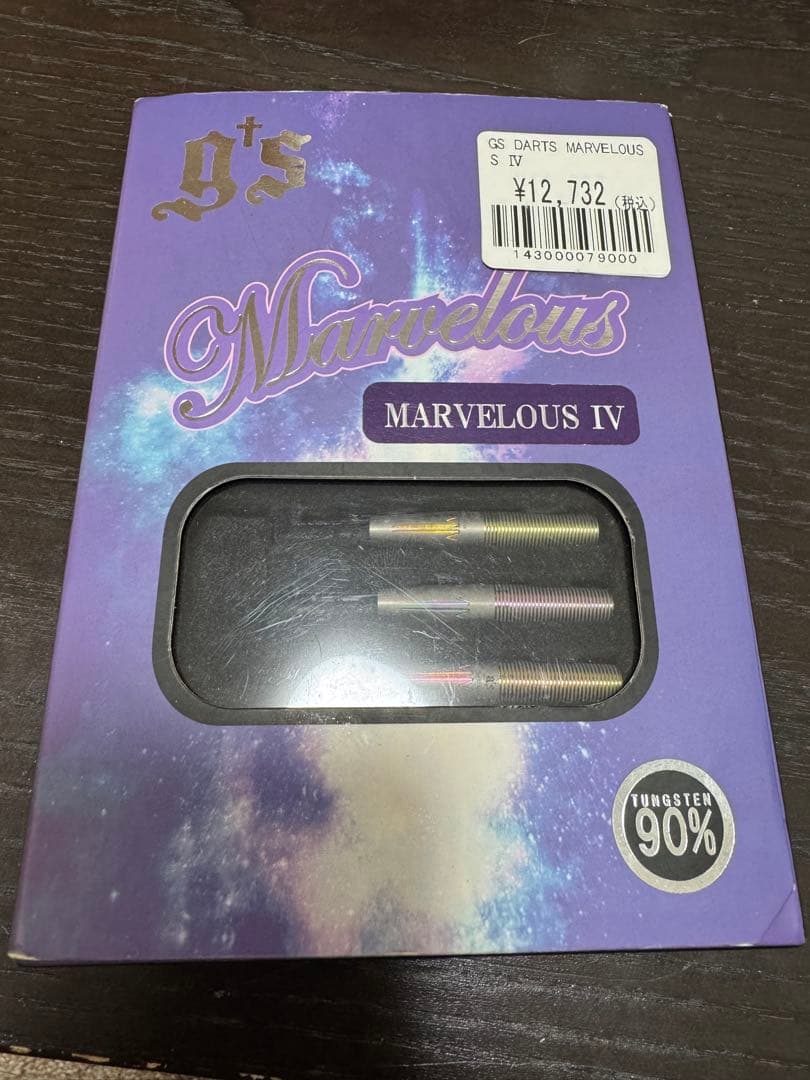 g's
GS DARTS MARVELOUS
S Ⅳ
¥12,732(税込)
143000079000
Marvelous
MARVELOUS IV
TUNGSTEN
90%